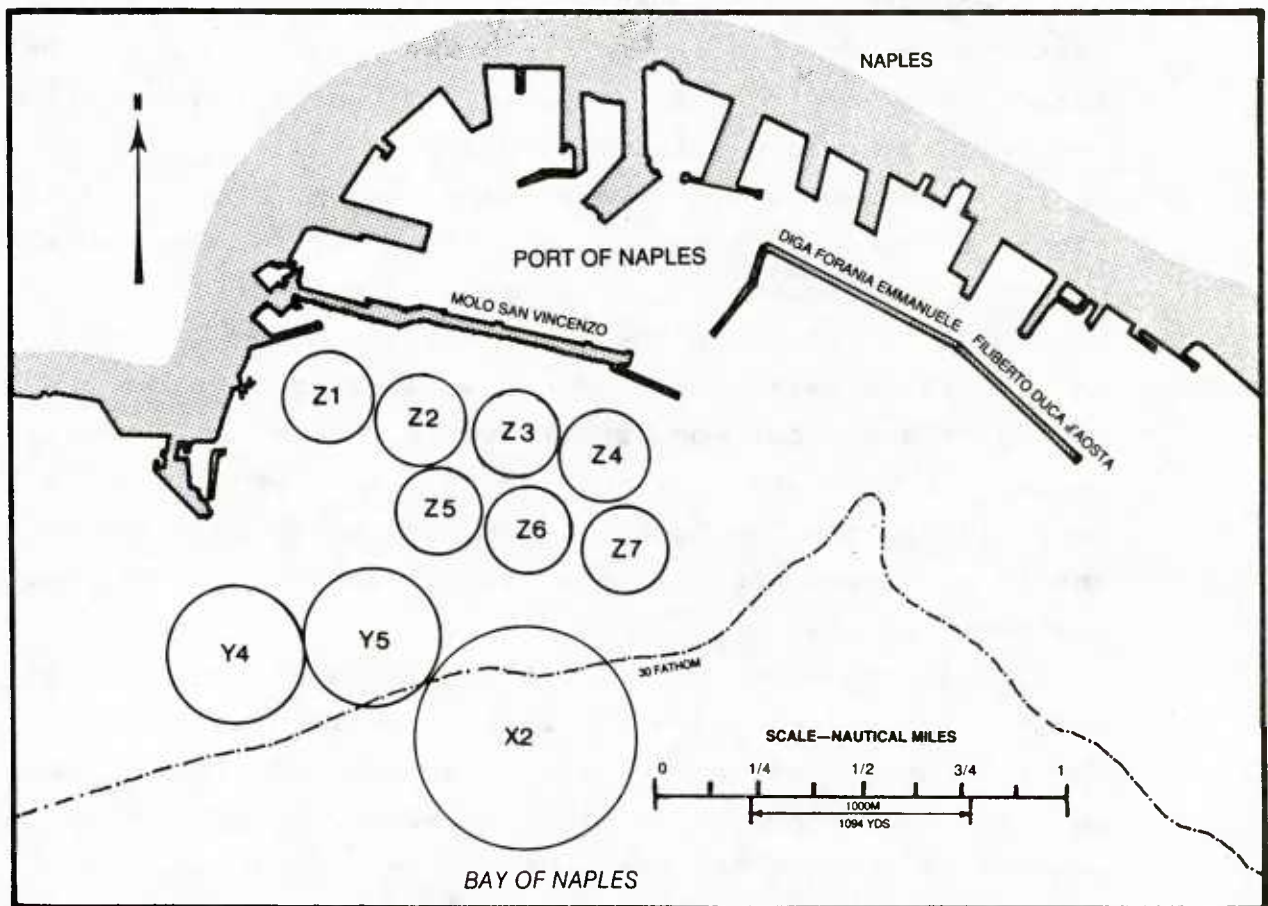 NAPLES
N
PORT OF NAPLES
DIGA FORANIA EMMANUELE FILIBERTO DUCA d'AOSTA
MOLO SAN VINCENZO
Z1
Z2
Z3
Z4
Z5
Z6
Z7
Y4
Y5
30 FATHOM
X2
SCALE—NAUTICAL MILES
0 1/4 1/2 3/4 1
1000M
1094 YDS
BAY OF NAPLES